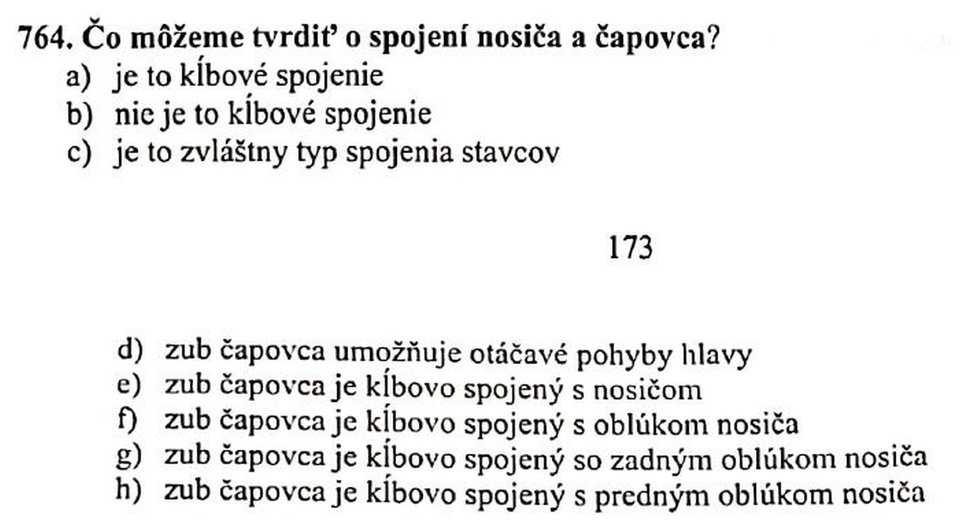 764. Čo môžeme tvrdiť o spojení nosiča a čapovca?
a) je to kĺbové spojenie
b) nie je to kĺbové spojenie
c) je to zvláštny typ spojenia stavcov
173
d) zub čapovca umožňuje otáčavé pohyby hlavy
e) zub čapovca je kĺbovo spojený s nosičom
f) zub čapovca je kĺbovo spojený s oblúkom nosiča
g) zub čapovca je kĺbovo spojený so zadným oblúkom nosiča
h) zub čapovca je kĺbovo spojený s predným oblúkom nosiča